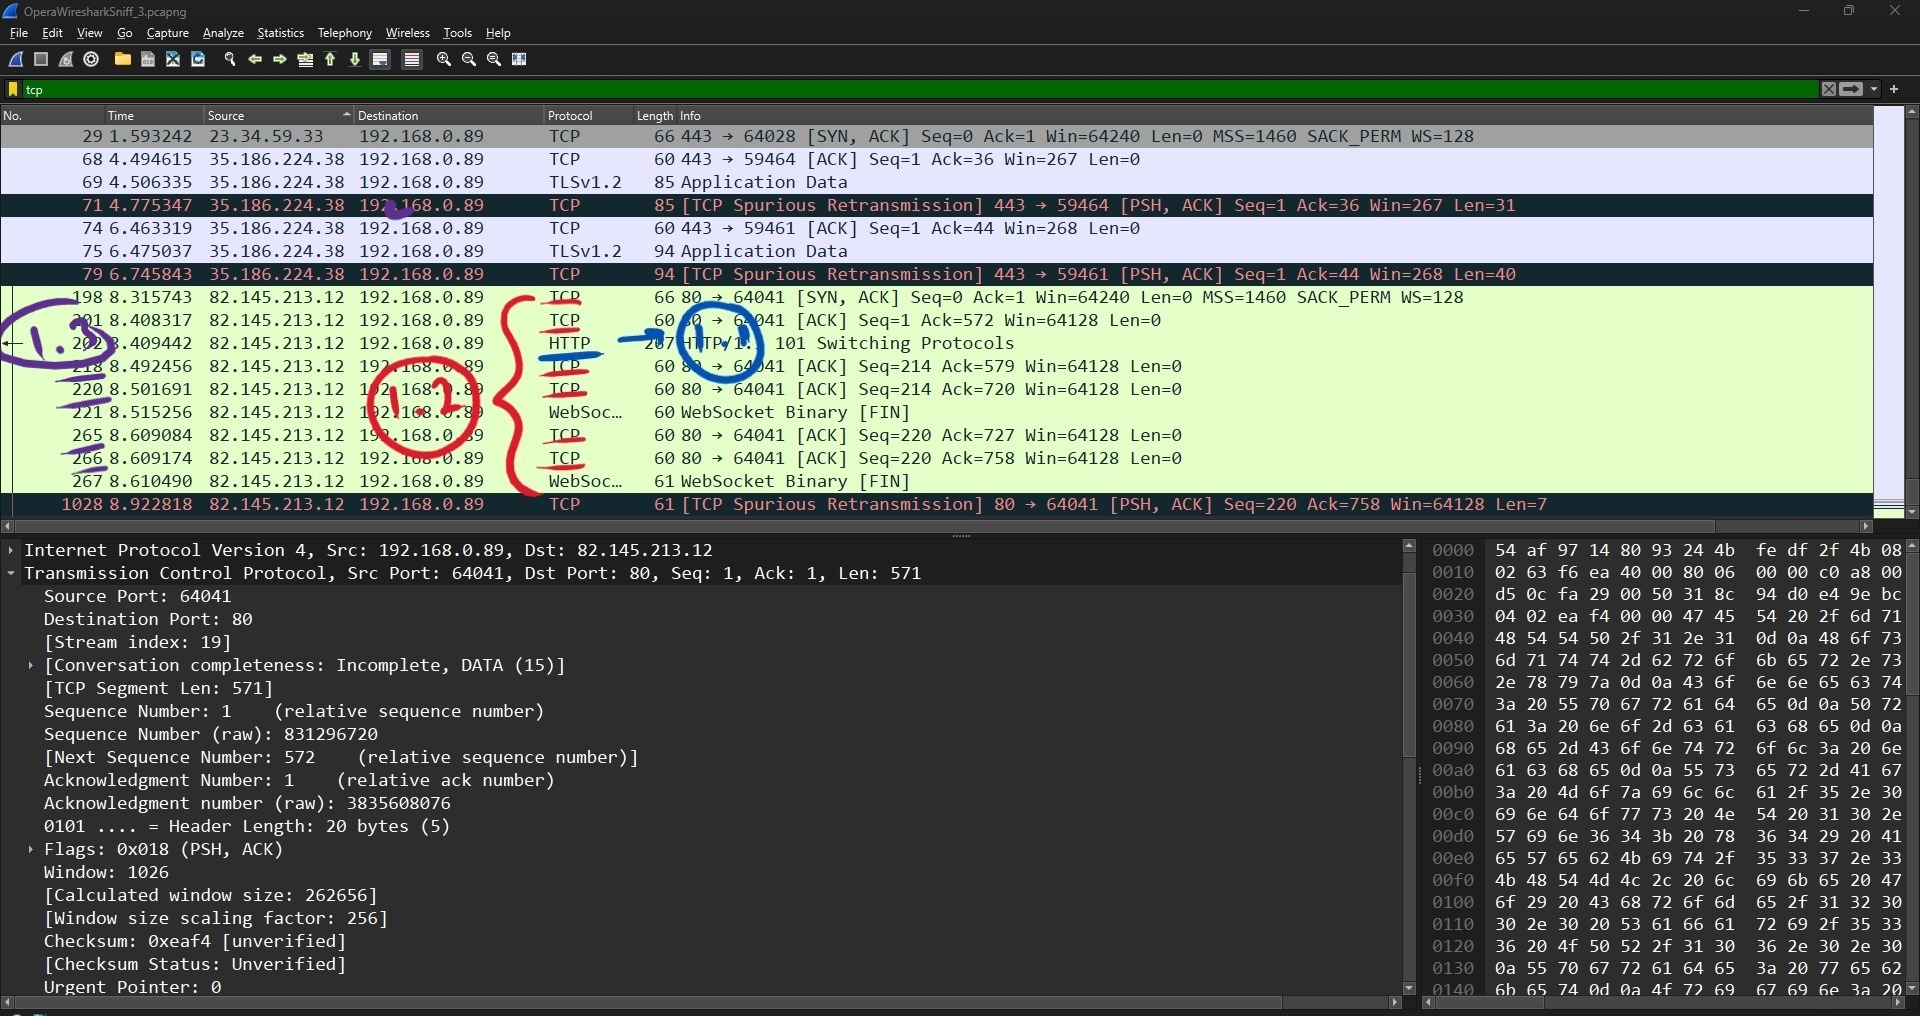 OperaWiresharkSniff_3.pcapng
File Edit View Go Capture Analyze Statistics Telephony Wireless Tools Help
tcp
No. Time Source Destination Protocol Length Info
29 1.593242 23.34.59.33 192.168.0.89 TCP 66 443 → 64028 [SYN, ACK] Seq=0 Ack=1 Win=64240 Len=0 MSS=1460 SACK_PERM WS=128
68 4.494615 35.186.224.38 192.168.0.89 TCP 60 443 → 59464 [ACK] Seq=1 Ack=36 Win=267 Len=0
69 4.506335 35.186.224.38 192.168.0.89 TLSv1.2 85 Application Data
71 4.775347 35.186.224.38 192.168.0.89 TCP 85 [TCP Spurious Retransmission] 443 → 59464 [PSH, ACK] Seq=1 Ack=36 Win=267 Len=31
74 6.463319 35.186.224.38 192.168.0.89 TCP 60 443 → 59461 [ACK] Seq=1 Ack=44 Win=268 Len=0
75 6.475037 35.186.224.38 192.168.0.89 TLSv1.2 94 Application Data
79 6.745843 35.186.224.38 192.168.0.89 TCP 94 [TCP Spurious Retransmission] 443 → 59461 [PSH, ACK] Seq=1 Ack=44 Win=268 Len=40
198 8.315743 82.145.213.12 192.168.0.89 TCP 66 80 → 64041 [SYN, ACK] Seq=0 Ack=1 Win=64240 Len=0 MSS=1460 SACK_PERM WS=128
201 8.408317 82.145.213.12 192.168.0.89 TCP 60 80 → 64041 [ACK] Seq=1 Ack=572 Win=64128 Len=0
1.3
202 8.409442 82.145.213.12 192.168.0.89 HTTP 267 HTTP/1.1 101 Switching Protocols
1.1
218 8.492456 82.145.213.12 192.168.0.89 TCP 60 80 → 64041 [ACK] Seq=214 Ack=579 Win=64128 Len=0
220 8.501691 82.145.213.12 192.168.0.89 TCP 60 80 → 64041 [ACK] Seq=214 Ack=720 Win=64128 Len=0
1.2
221 8.515256 82.145.213.12 192.168.0.89 WebSoc… 60 WebSocket Binary [FIN]
265 8.609084 82.145.213.12 192.168.0.89 TCP 60 80 → 64041 [ACK] Seq=220 Ack=727 Win=64128 Len=0
266 8.609174 82.145.213.12 192.168.0.89 TCP 60 80 → 64041 [ACK] Seq=220 Ack=758 Win=64128 Len=0
267 8.610490 82.145.213.12 192.168.0.89 WebSoc… 61 WebSocket Binary [FIN]
1028 8.922818 82.145.213.12 192.168.0.89 TCP 61 [TCP Spurious Retransmission] 80 → 64041 [PSH, ACK] Seq=220 Ack=758 Win=64128 Len=7
Internet Protocol Version 4, Src: 192.168.0.89, Dst: 82.145.213.12
Transmission Control Protocol, Src Port: 64041, Dst Port: 80, Seq: 1, Ack: 1, Len: 571
Source Port: 64041
Destination Port: 80
[Stream index: 19]
[Conversation completeness: Incomplete, DATA (15)]
[TCP Segment Len: 571]
Sequence Number: 1 (relative sequence number)
Sequence Number (raw): 831296720
[Next Sequence Number: 572 (relative sequence number)]
Acknowledgment Number: 1 (relative ack number)
Acknowledgment number (raw): 3835608076
0101 .... = Header Length: 20 bytes (5)
Flags: 0x018 (PSH, ACK)
Window: 1026
[Calculated window size: 262656]
[Window size scaling factor: 256]
Checksum: 0xeaf4 [unverified]
[Checksum Status: Unverified]
Urgent Pointer: 0
0000 54 af 97 14 80 93 24 4b fe df 2f 4b 08
0010 02 63 f6 ea 40 00 80 06 00 00 c0 a8 00
0020 d5 0c fa 29 00 50 31 8c 94 d0 e4 9e bc
0030 04 02 ea f4 00 00 47 45 54 20 2f 6d 71
0040 48 54 54 50 2f 31 2e 31 0d 0a 48 6f 73
0050 6d 71 74 74 2d 62 72 6f 6b 65 72 2e 73
0060 2e 78 79 7a 0d 0a 43 6f 6e 6e 65 63 74
0070 3a 20 55 70 67 72 61 64 65 0d 0a 50 72
0080 61 3a 20 6e 6f 2d 63 61 63 68 65 0d 0a
0090 68 65 2d 43 6f 6e 74 72 6f 6c 3a 20 6e
00a0 61 63 68 65 0d 0a 55 73 65 72 2d 41 67
00b0 3a 20 4d 6f 7a 69 6c 6c 61 2f 35 2e 30
00c0 69 6e 64 6f 77 73 20 4e 54 20 31 30 2e
00d0 57 69 6e 36 34 3b 20 78 36 34 29 20 41
00e0 65 57 65 62 4b 69 74 2f 35 33 37 2e 33
00f0 4b 48 54 4d 4c 2c 20 6c 69 6b 65 20 47
0100 6f 29 20 43 68 72 6f 6d 65 2f 31 32 30
0110 30 2e 30 20 53 61 66 61 72 69 2f 35 33
0120 36 20 4f 50 52 2f 31 30 36 2e 30 2e 30
0130 0a 55 70 67 72 61 64 65 3a 20 77 65 62
0140 6b 65 74 0d 0a 4f 72 69 67 69 6e 3a 20